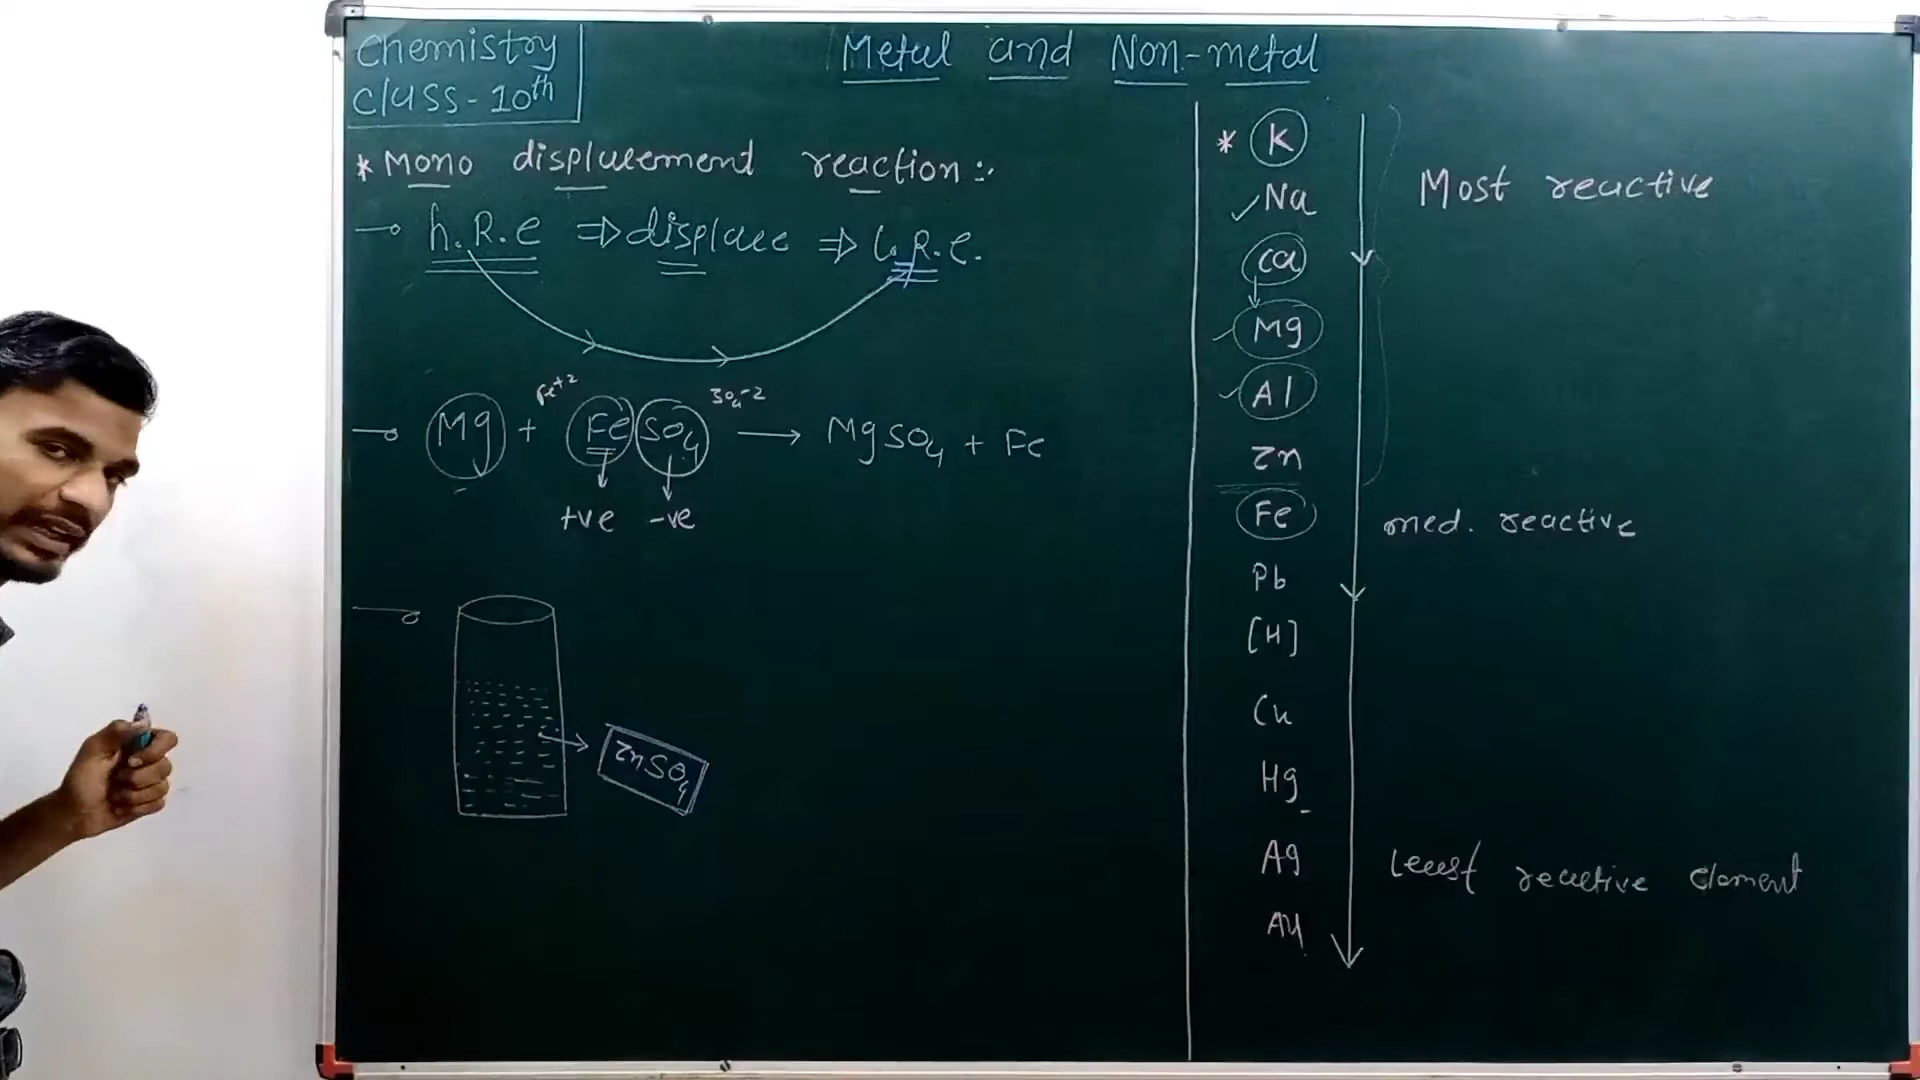 Chemistry
Class - 10th
Metal and Non-metal
* Mono displacement reaction :-
h.R.e ⇒ displace ⇒ L.R.e.
Fe+2 SO4-2
Mg + FeSO4 → MgSO4 + Fe
+ve -ve
ZnSO4
* K
Most reactive
✓ Na
Ca
Mg
Al
Zn
Fe
med. reactive
Pb
[H]
Cu
Hg
Ag
Least reactive element
Au